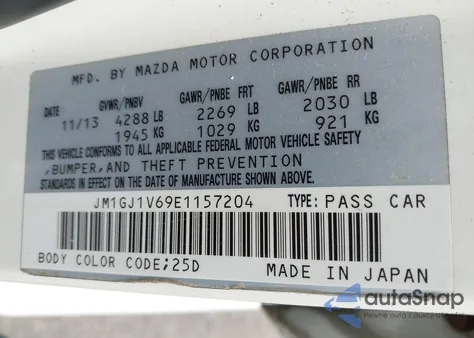 MFD. BY MAZDA MOTOR CORPORATION
DATE GVWR/PNBV GAWR/PNBE FRT GAWR/PNBE RR
11/13 4288 LB 2269 LB 2030 LB
1945 KG 1029 KG 921 KG
THIS VEHICLE CONFORMS TO ALL APPLICABLE FEDERAL MOTOR VEHICLE SAFETY
,BUMPER,AND THEFT PREVENTION
STANDARDS IN EFFECT ON THE DATE OF MANUFACTURE SHOWN ABOVE.
JM1GJ1V69E1157204 TYPE: PASS CAR
BODY COLOR CODE;25D MADE IN JAPAN
autoSnap
Pewne auto z